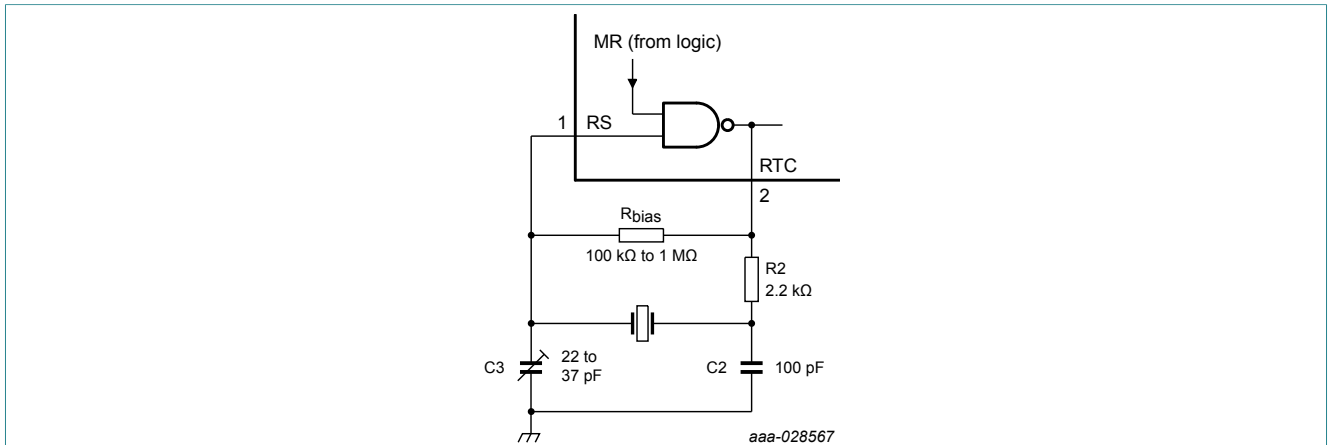 MR (from logic)
1
RS
RTC
2
Rbias
100 kΩ to 1 MΩ
R2
2.2 kΩ
C3
22 to
37 pF
C2
100 pF
aaa-028567